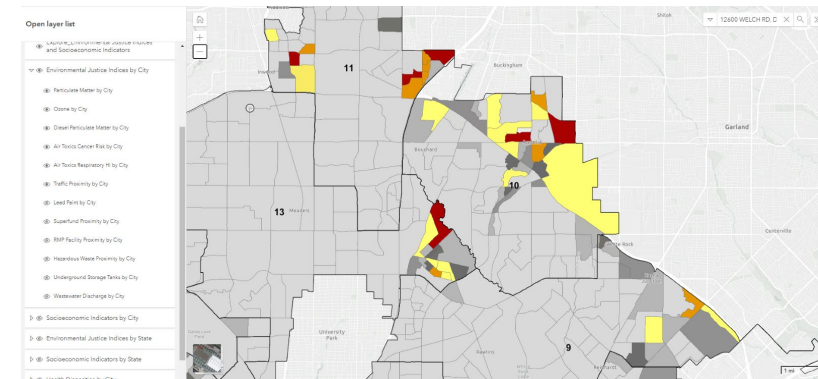 Open layer list
and Socioeconomic Indicators
Environmental Justice Indices by City
Particulate Matter by City
Ozone by City
Diesel Particulate Matter by City
Air Toxics Cancer Risk by City
Air Toxics Respiratory HI by City
Traffic Proximity by City
Lead Paint by City
Superfund Proximity by City
RMP Facility Proximity by City
Hazardous Waste Proximity by City
Underground Storage Tanks by City
Wastewater Discharge by City
Socioeconomic Indicators by City
Environmental Justice Indices by State
Socioeconomic Indicators by State
12600 WELCH RD, D
Shiloh
Buckingham
11
Garland
10
13
Meaders
Centerville
University
Park
9
1 mi